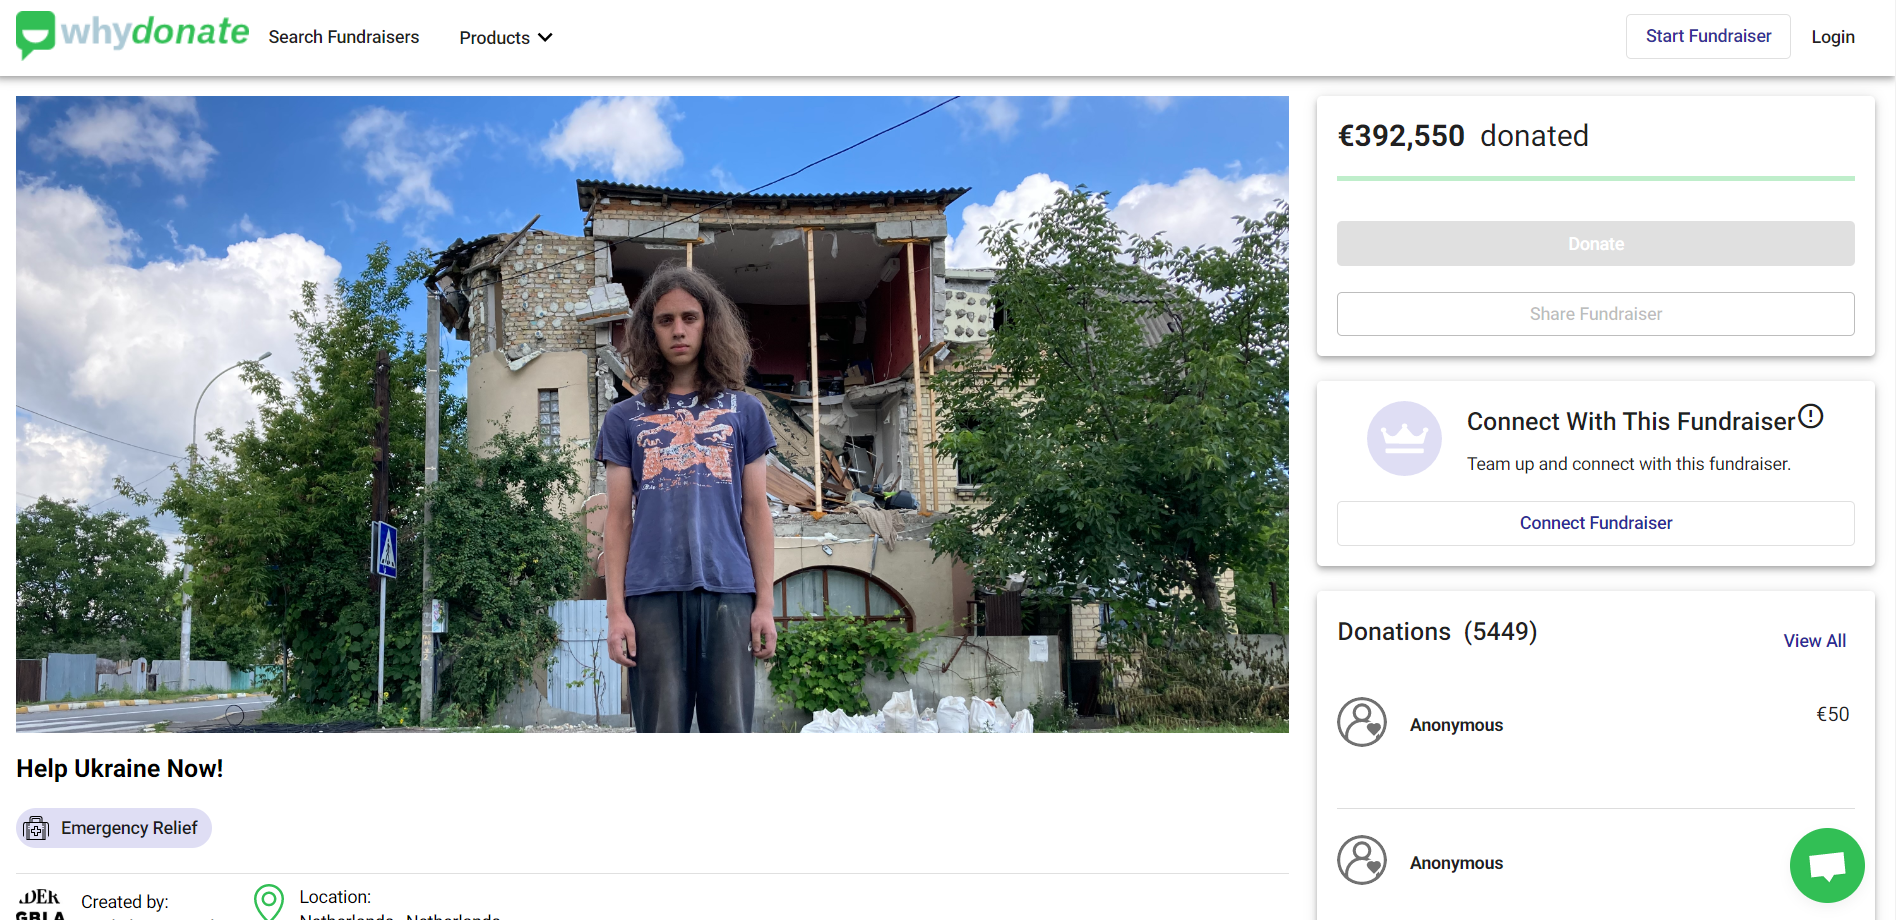 whydonate
Search Fundraisers
Products
Start Fundraiser
Login
€392,550 donated
Donate
Share Fundraiser
Connect With This Fundraiser
Team up and connect with this fundraiser.
Connect Fundraiser
Donations (5449)
View All
Anonymous
€50
Anonymous
Help Ukraine Now!
Emergency Relief
Created by:
Location:
Netherlands, Netherlands